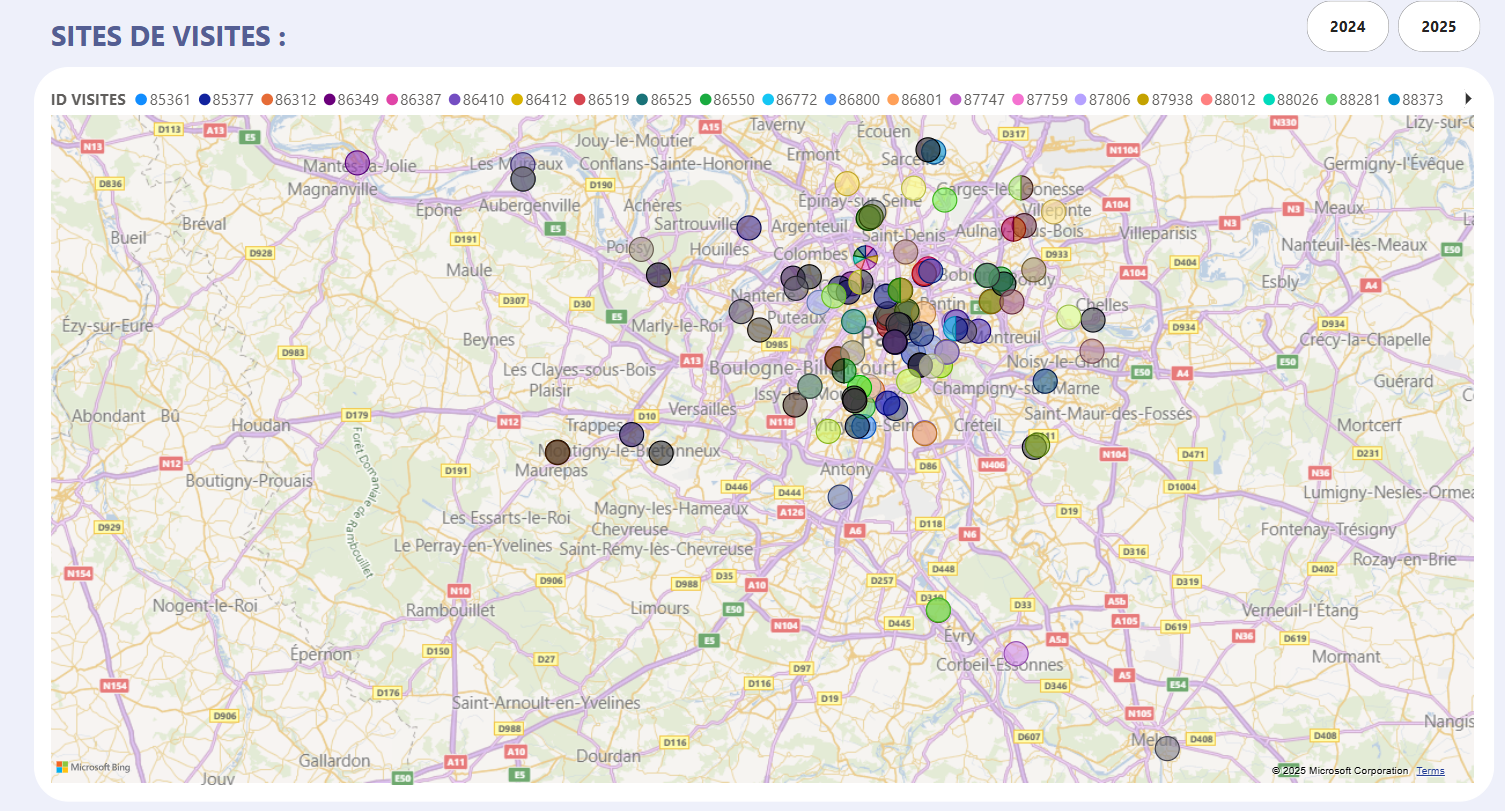 2024 2025
SITES DE VISITES :
ID VISITES 85361 85377 86312 86349 86387 86410 86412 86519 86525 86550 86772 86800 86801 87747 87759 87806 87938 88012 88026 88281 88373
D113 A13 E5 A15 Taverny Écouen D317 N330 Lizy-sur-
N13 Jouy-le-Moutier N1104
Mantes-la-Jolie Les Mureaux Conflans-Sainte-Honorine Ermont Sarcelles Germigny-l'Évêque
D836 Magnanville D190 Garges-lès-Gonesse
Épône Aubergenville Achères Épinay-sur-Seine Villepinte A104 N3 Meaux
Bréval E5 Sartrouville Argenteuil Saint-Denis Aulnay-sous-Bois Villeparisis N3
Bueil D191 Poissy Houilles Colombes D933 Nanteuil-lès-Meaux E50
D928 Maule Bobigny Bondy A104 D404 Esbly A4
D307 D30 E5 Nanterre Pantin Chelles
Ézy-sur-Eure Marly-le-Roi Puteaux D934 D934
Beynes D985 Montreuil Crécy-la-Chapelle
D983 A13 Noisy-le-Grand E50 A4 E50
Les Clayes-sous-Bois Boulogne-Billancourt Guérard
Plaisir Champigny-sur-Marne
Abondant Bû D179 D10 Versailles Saint-Maur-des-Fossés
Houdan N12 Trappes N118 Vitry-sur-Seine Créteil Mortcerf
N12 D191 Montigny-le-Bretonneux N406 N104 D471 D231
Maurepas Antony D86 N36
Boutigny-Prouais D446 D444 D1004 Lumigny-Nesles-Ormea
Forêt Domaniale de Rambouillet
D929 Les Essarts-le-Roi Magny-les-Hameaux A126 D118 D19
Chevreuse A6 N6 Fontenay-Trésigny
Le Perray-en-Yvelines Saint-Rémy-lès-Chevreuse D316 Rozay-en-Brie
N154 D906 D35 A10 D257 D448 D319 D402
N10 D988
Nogent-le-Roi Rambouillet Limours E50 D33 A5b Verneuil-l'Étang
N104 D445 A105 D619
E5 Évry A5a N36 D619
Épernon D150 D27 Corbeil-Essonnes Mormant
N154 D176 D97 D116 D19 D346 A5 E54
Saint-Arnoult-en-Yvelines N105
D906 D988 D116 D607 Melun D408 D408 Nangis
Gallardon A11 A10 Dourdan
Microsoft Bing © 2025 Microsoft Corporation Terms
Jouy E50 E5